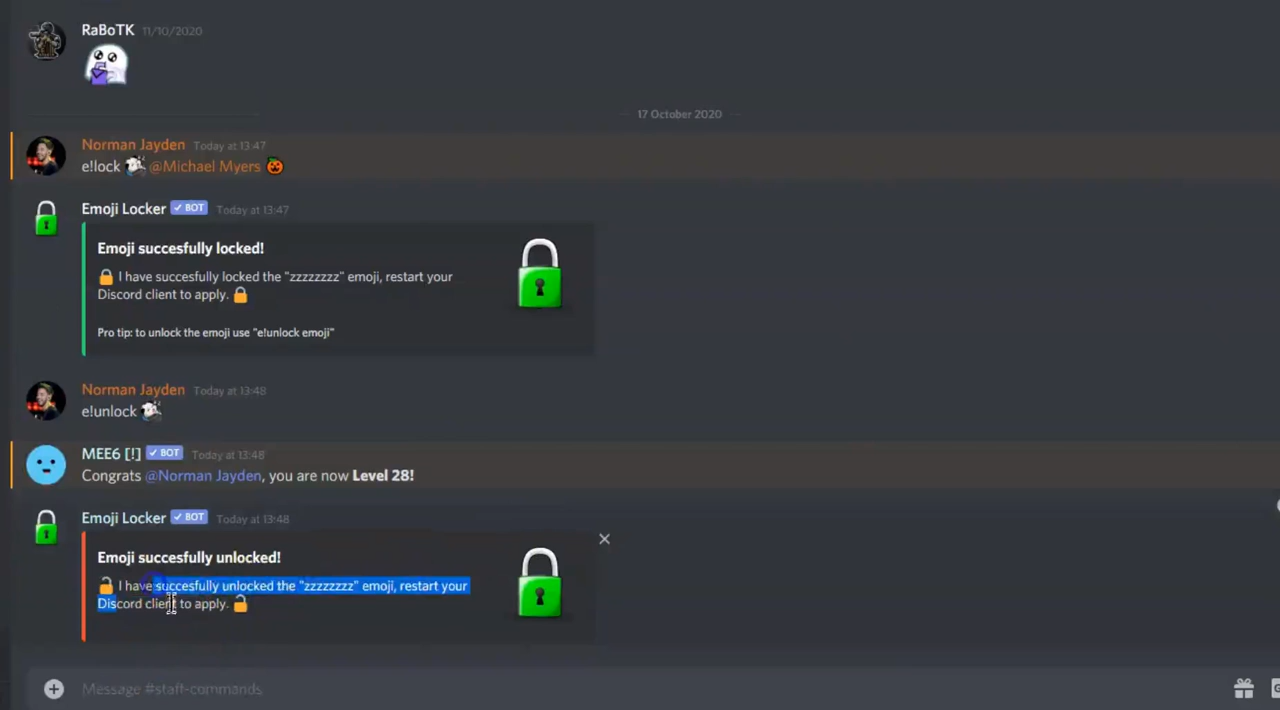 RaBoTK 11/10/2020
17 October 2020
Norman Jayden Today at 13:47
e!lock @Michael Myers
Emoji Locker ✓ BOT Today at 13:47
Emoji succesfully locked!
I have succesfully locked the "zzzzzzzz" emoji, restart your
Discord client to apply.
Pro tip: to unlock the emoji use "e!unlock emoji"
Norman Jayden Today at 13:48
e!unlock
MEE6 [!] ✓ BOT Today at 13:48
Congrats @Norman Jayden, you are now Level 28!
Emoji Locker ✓ BOT Today at 13:48
Emoji succesfully unlocked!
I have succesfully unlocked the "zzzzzzzz" emoji, restart your
Discord client to apply.
Message #staff-commands